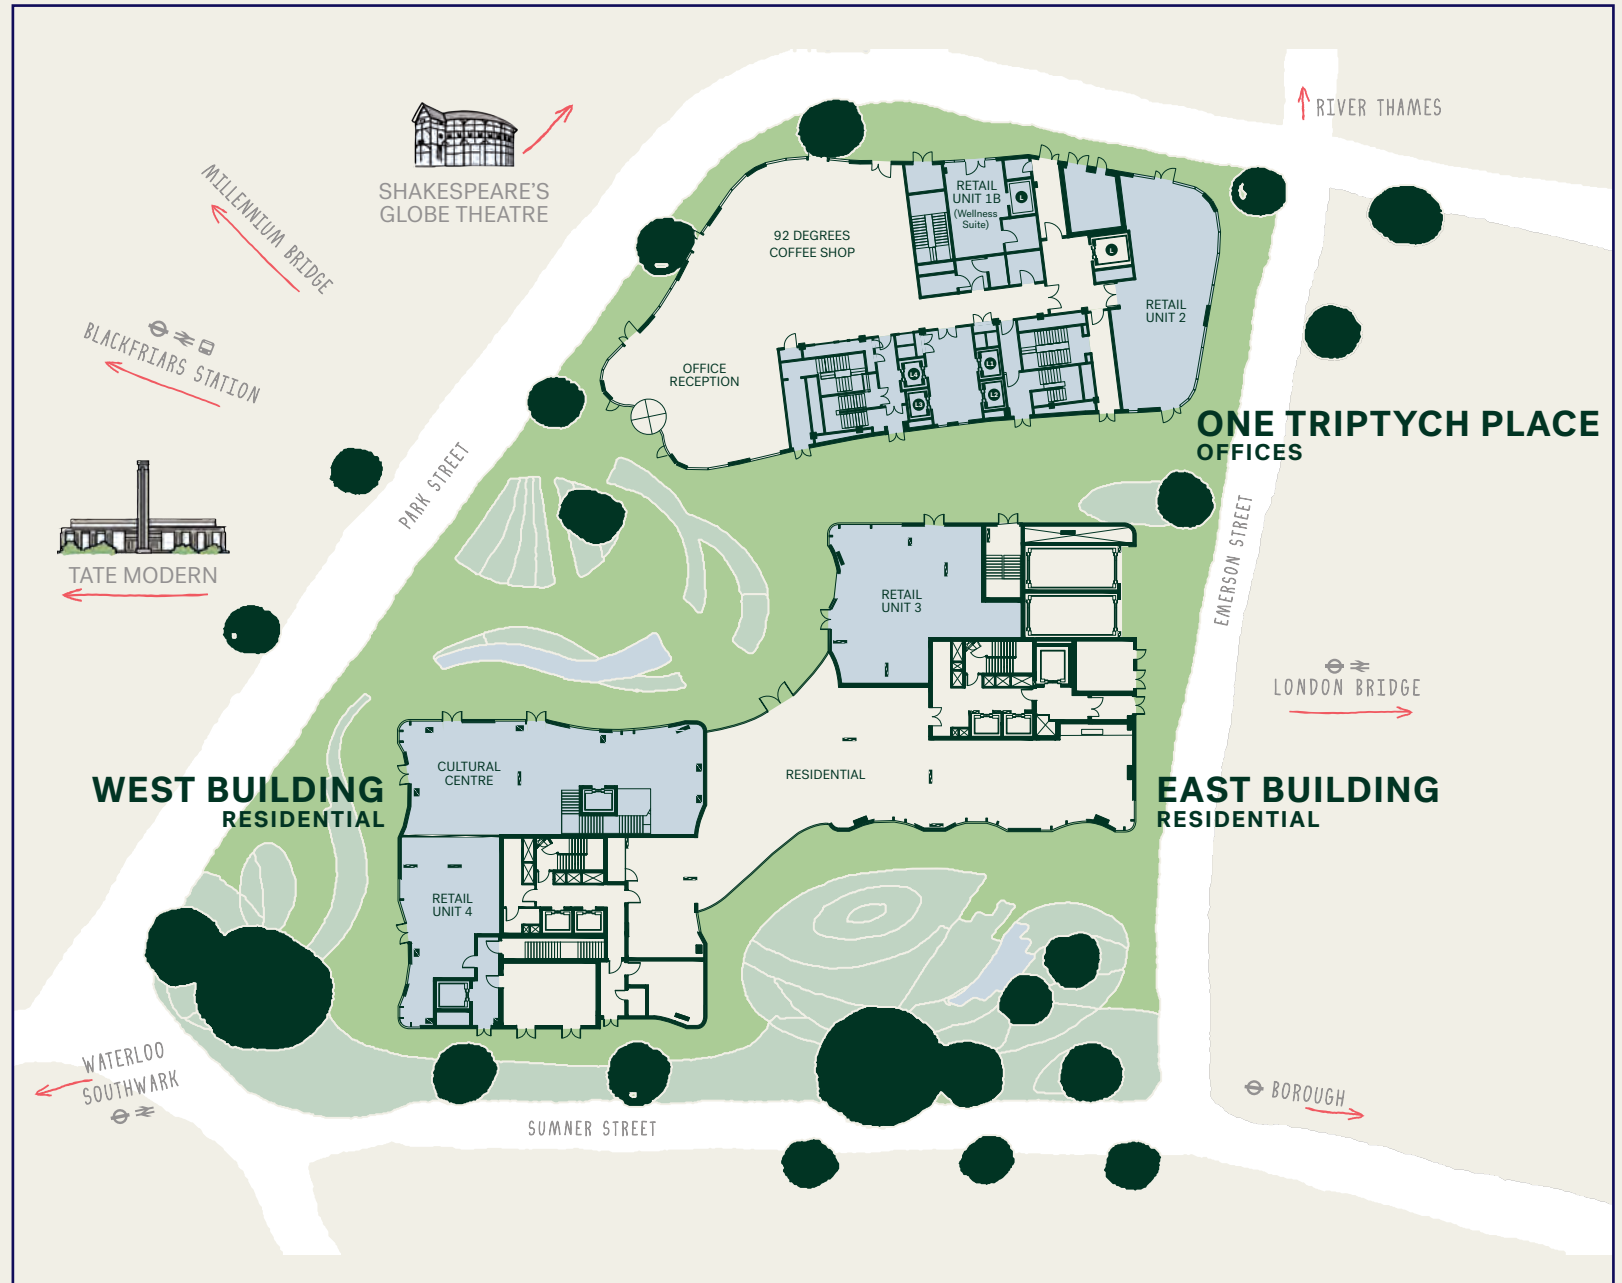 RIVER THAMES
SHAKESPEARE'S
GLOBE THEATRE
MILLENNIUM BRIDGE
BLACKFRIARS STATION
RETAIL
UNIT 1B
(Wellness
Suite)
92 DEGREES
COFFEE SHOP
RETAIL
UNIT 2
OFFICE
RECEPTION
ONE TRIPTYCH PLACE
OFFICES
PARK STREET
TATE MODERN
EMERSON STREET
RETAIL
UNIT 3
LONDON BRIDGE
CULTURAL
CENTRE
RESIDENTIAL
WEST BUILDING
RESIDENTIAL
EAST BUILDING
RESIDENTIAL
RETAIL
UNIT 4
WATERLOO
SOUTHWARK
BOROUGH
SUMNER STREET